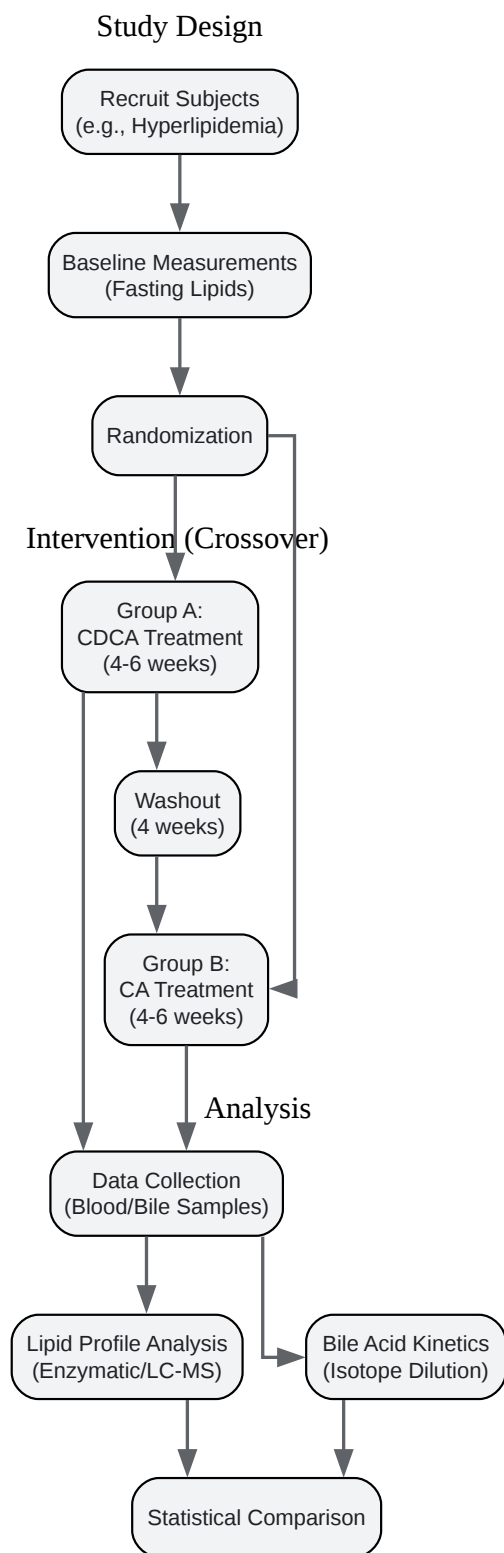 Study Design
Recruit Subjects
(e.g., Hyperlipidemia)
Baseline Measurements
(Fasting Lipids)
Randomization
Intervention (Crossover)
Group A:
CDCA Treatment
(4-6 weeks)
Washout
(4 weeks)
Group B:
CA Treatment
(4-6 weeks)
Analysis
Data Collection
(Blood/Bile Samples)
Lipid Profile Analysis
(Enzymatic/LC-MS)
Bile Acid Kinetics
(Isotope Dilution)
Statistical Comparison